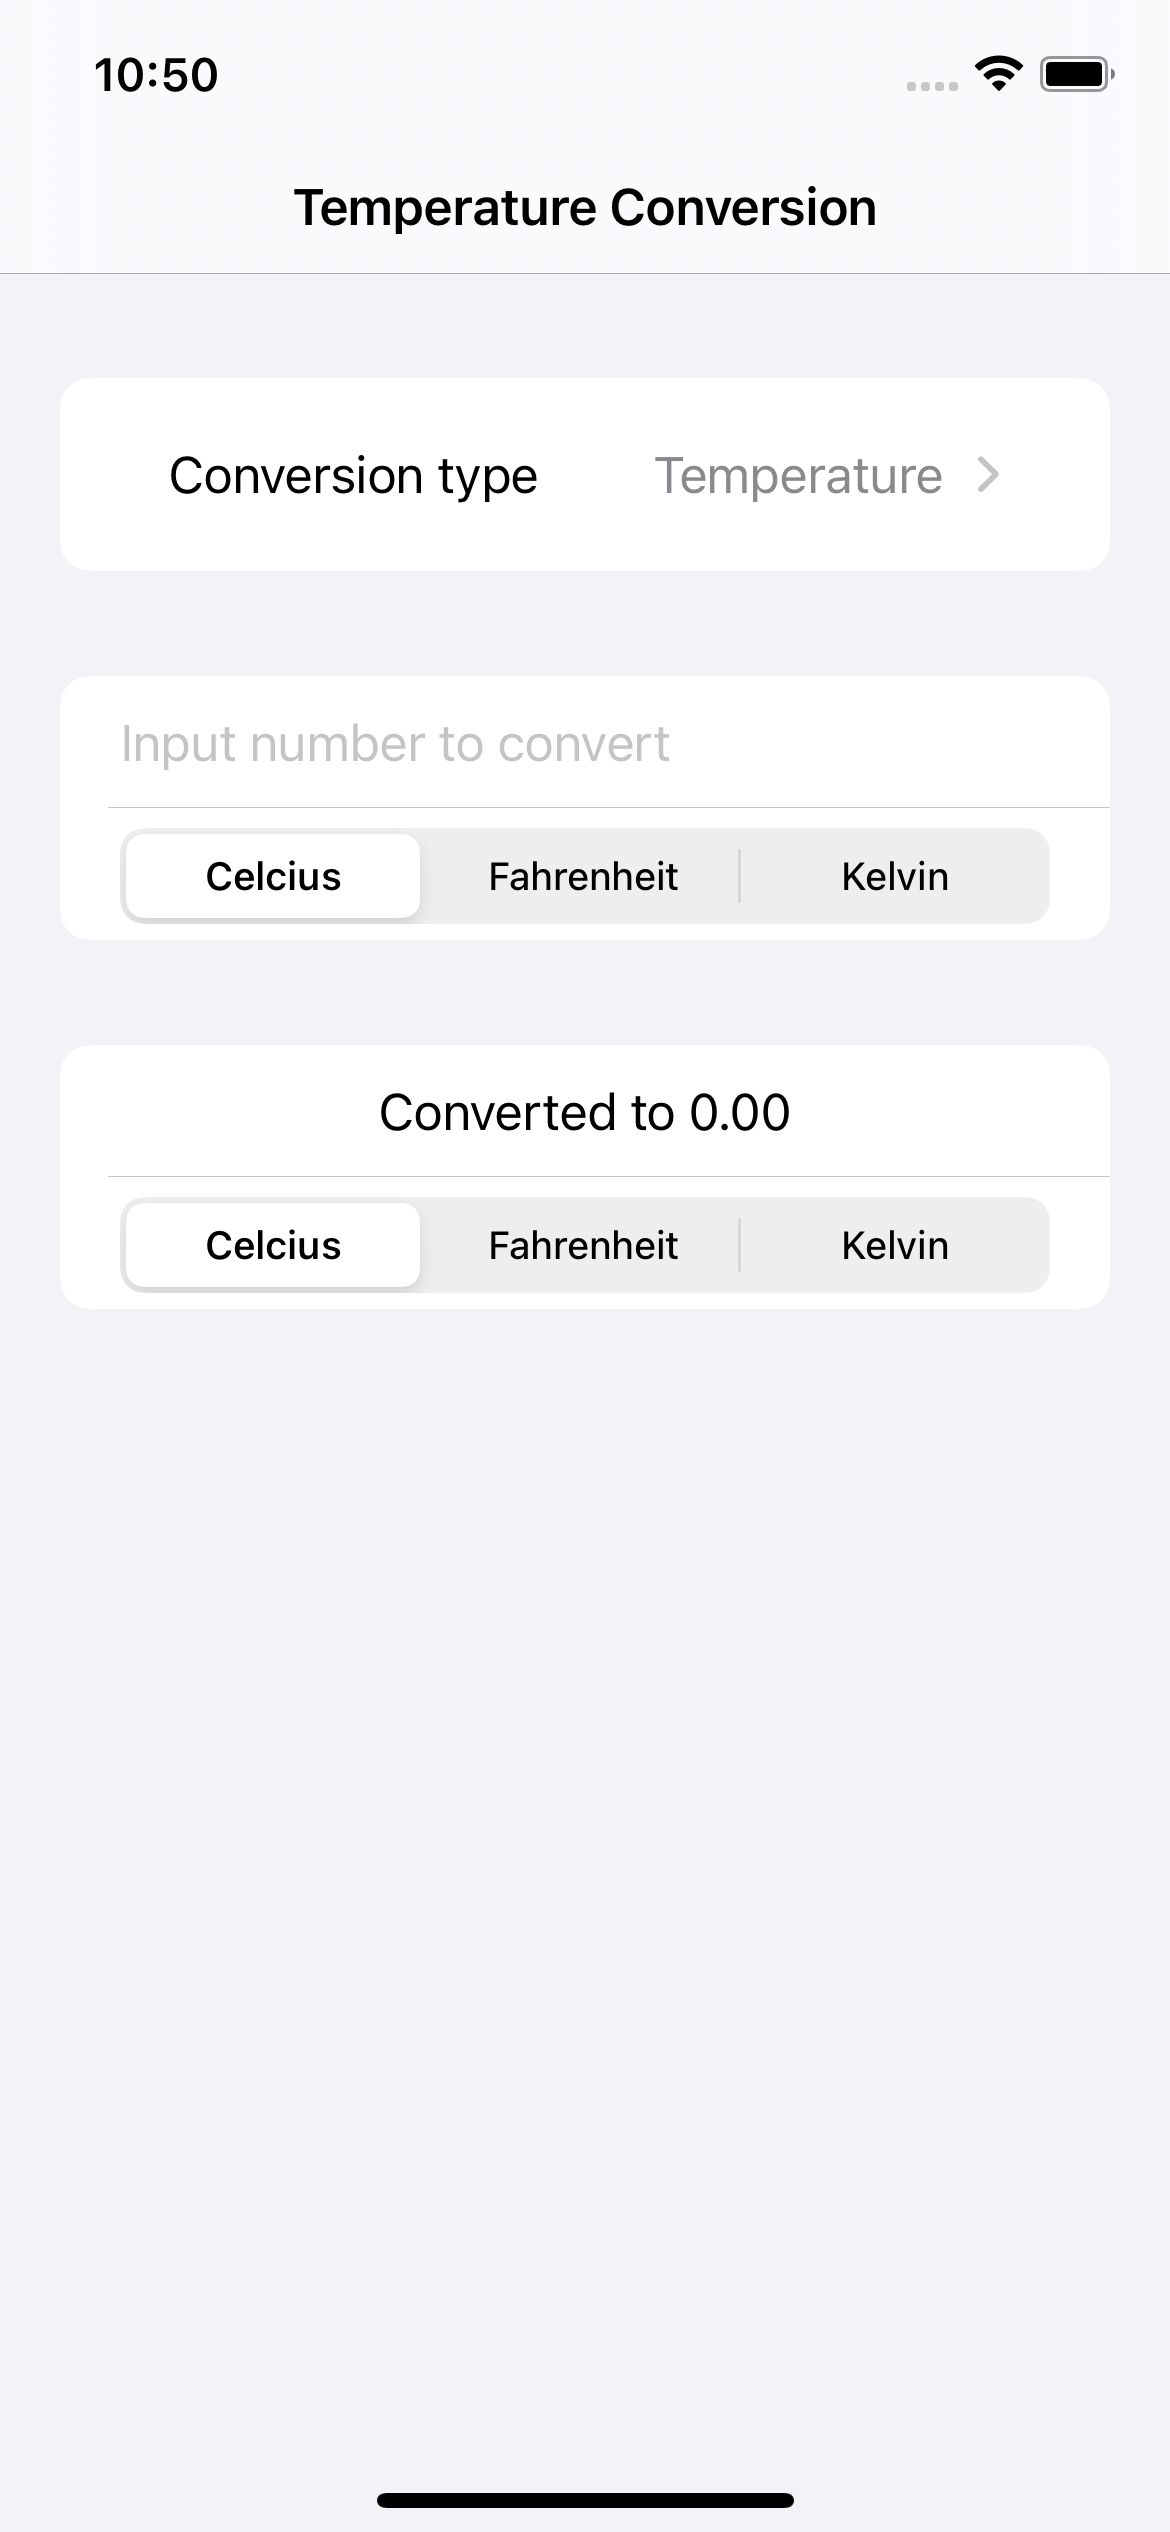 10:50
Temperature Conversion
Conversion type Temperature
Input number to convert
Celcius Fahrenheit Kelvin
Converted to 0.00
Celcius Fahrenheit Kelvin